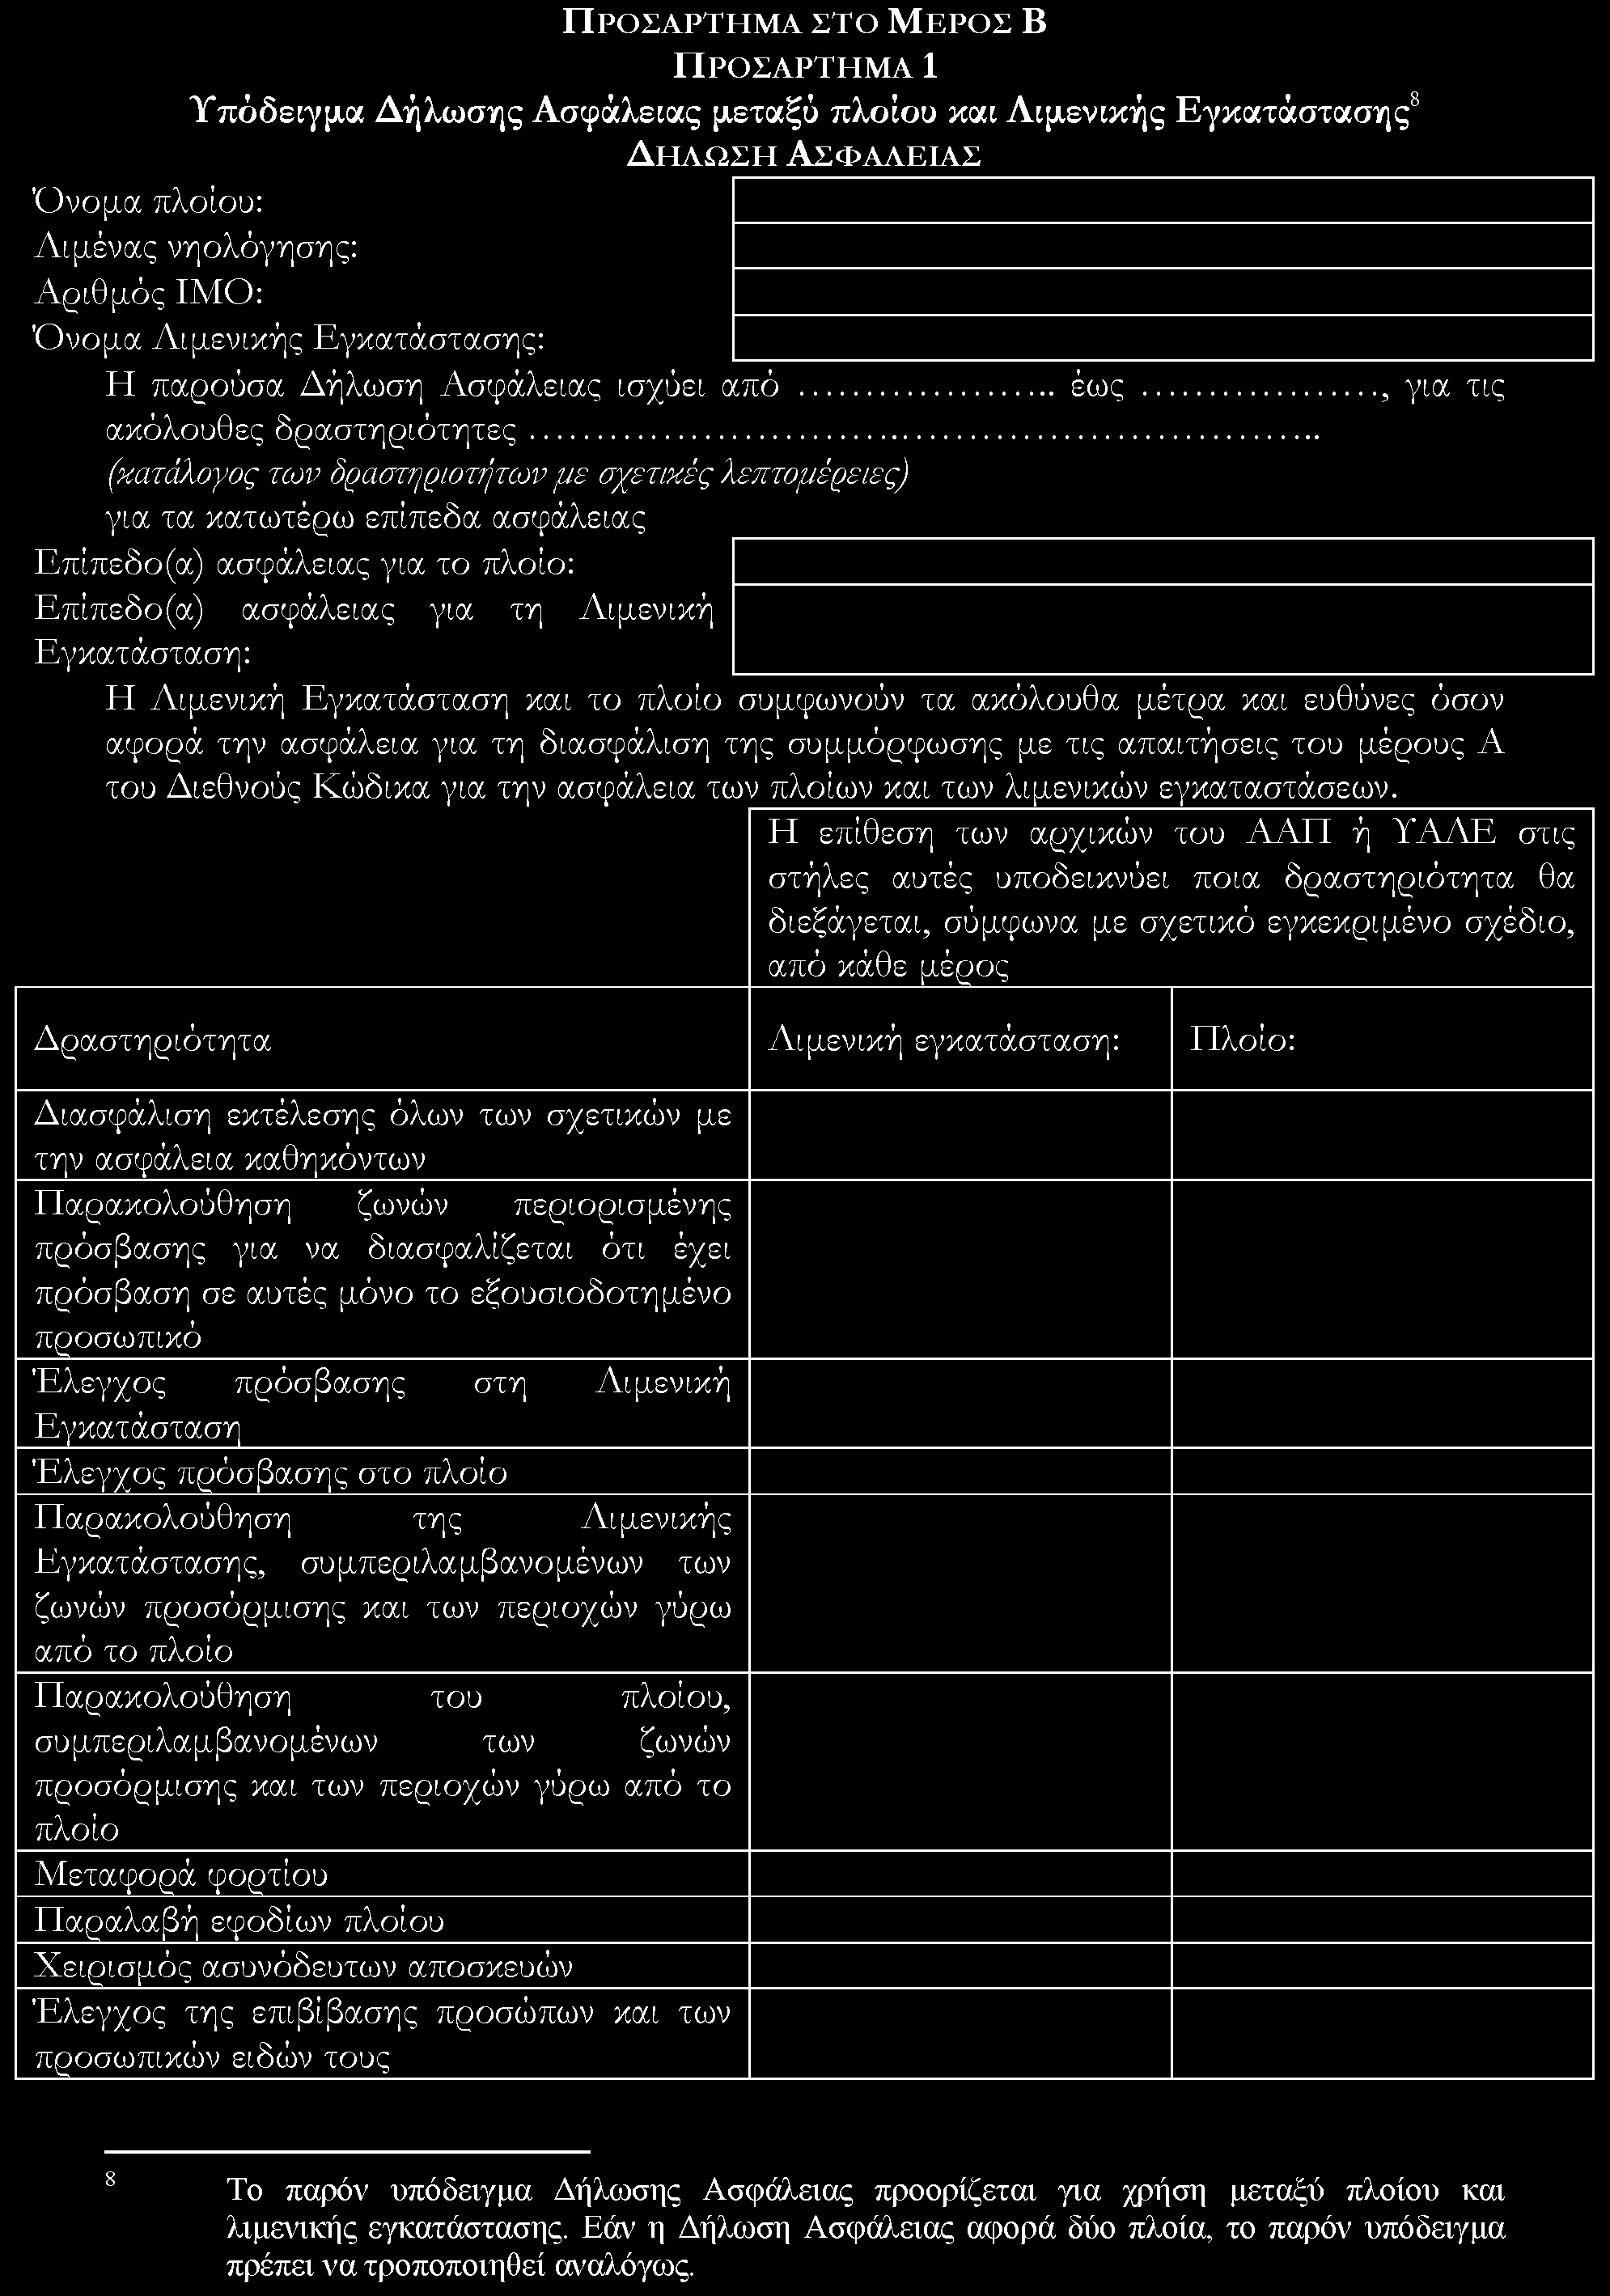 ΠΡΟΣΑΡΤΗΜΑ ΣΤΟ ΜΕΡΟΣ Β
ΠΡΟΣΑΡΤΗΜΑ 1
Υπόδειγμα Δήλωσης Ασφάλειας μεταξύ πλοίου και Λιμενικής Εγκατάστασης⁸
ΔΗΛΩΣΗ ΑΣΦΑΛΕΙΑΣ
Όνομα πλοίου:
Λιμένας νηολόγησης:
Αριθμός ΙΜΟ:
Όνομα Λιμενικής Εγκατάστασης:
Η παρούσα Δήλωση Ασφάλειας ισχύει από .................... έως ...................., για τις
ακόλουθες δραστηριότητες ............................................................
(κατάλογος των δραστηριοτήτων με σχετικές λεπτομέρειες)
για τα κατωτέρω επίπεδα ασφάλειας
Επίπεδο(α) ασφάλειας για το πλοίο:
Επίπεδο(α) ασφάλειας για τη Λιμενική
Εγκατάσταση:
Η Λιμενική Εγκατάσταση και το πλοίο συμφωνούν τα ακόλουθα μέτρα και ευθύνες όσον
αφορά την ασφάλεια για τη διασφάλιση της συμμόρφωσης με τις απαιτήσεις του μέρους Α
του Διεθνούς Κώδικα για την ασφάλεια των πλοίων και των λιμενικών εγκαταστάσεων.
Η επίθεση των αρχικών του ΑΑΠ ή ΥΑΛΕ στις
στήλες αυτές υποδεικνύει ποια δραστηριότητα θα
διεξάγεται, σύμφωνα με σχετικό εγκεκριμένο σχέδιο,
από κάθε μέρος
Δραστηριότητα Λιμενική εγκατάσταση: Πλοίο:
Διασφάλιση εκτέλεσης όλων των σχετικών με
την ασφάλεια καθηκόντων
Παρακολούθηση ζωνών περιορισμένης
πρόσβασης για να διασφαλίζεται ότι έχει
πρόσβαση σε αυτές μόνο το εξουσιοδοτημένο
προσωπικό
Έλεγχος πρόσβασης στη Λιμενική
Εγκατάσταση
Έλεγχος πρόσβασης στο πλοίο
Παρακολούθηση της Λιμενικής
Εγκατάστασης, συμπεριλαμβανομένων των
ζωνών προσόρμισης και των περιοχών γύρω
από το πλοίο
Παρακολούθηση του πλοίου,
συμπεριλαμβανομένων των ζωνών
προσόρμισης και των περιοχών γύρω από το
πλοίο
Μεταφορά φορτίου
Παραλαβή εφοδίων πλοίου
Χειρισμός ασυνόδευτων αποσκευών
Έλεγχος της επιβίβασης προσώπων και των
προσωπικών ειδών τους
8 Το παρόν υπόδειγμα Δήλωσης Ασφάλειας προορίζεται για χρήση μεταξύ πλοίου και
λιμενικής εγκατάστασης. Εάν η Δήλωση Ασφάλειας αφορά δύο πλοία, το παρόν υπόδειγμα
πρέπει να τροποποιηθεί αναλόγως.